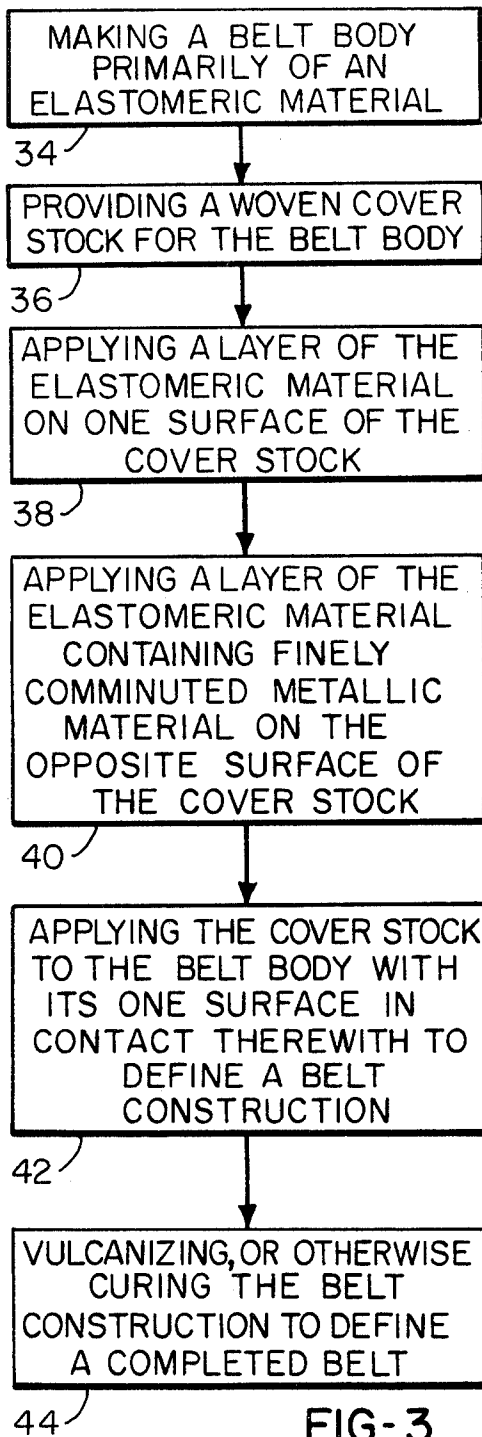 MAKING A BELT BODY
PRIMARILY OF AN
ELASTOMERIC MATERIAL
34
PROVIDING A WOVEN COVER
STOCK FOR THE BELT BODY
36
APPLYING A LAYER OF THE
ELASTOMERIC MATERIAL
ON ONE SURFACE OF THE
COVER STOCK
38
APPLYING A LAYER OF THE
ELASTOMERIC MATERIAL
CONTAINING FINELY
COMMINUTED METALLIC
MATERIAL ON THE
OPPOSITE SURFACE OF
THE COVER STOCK
40
APPLYING THE COVER STOCK
TO THE BELT BODY WITH
ITS ONE SURFACE IN
CONTACT THEREWITH TO
DEFINE A BELT
CONSTRUCTION
42
VULCANIZING, OR OTHERWISE
CURING THE BELT
CONSTRUCTION TO DEFINE
A COMPLETED BELT
44
FIG-3